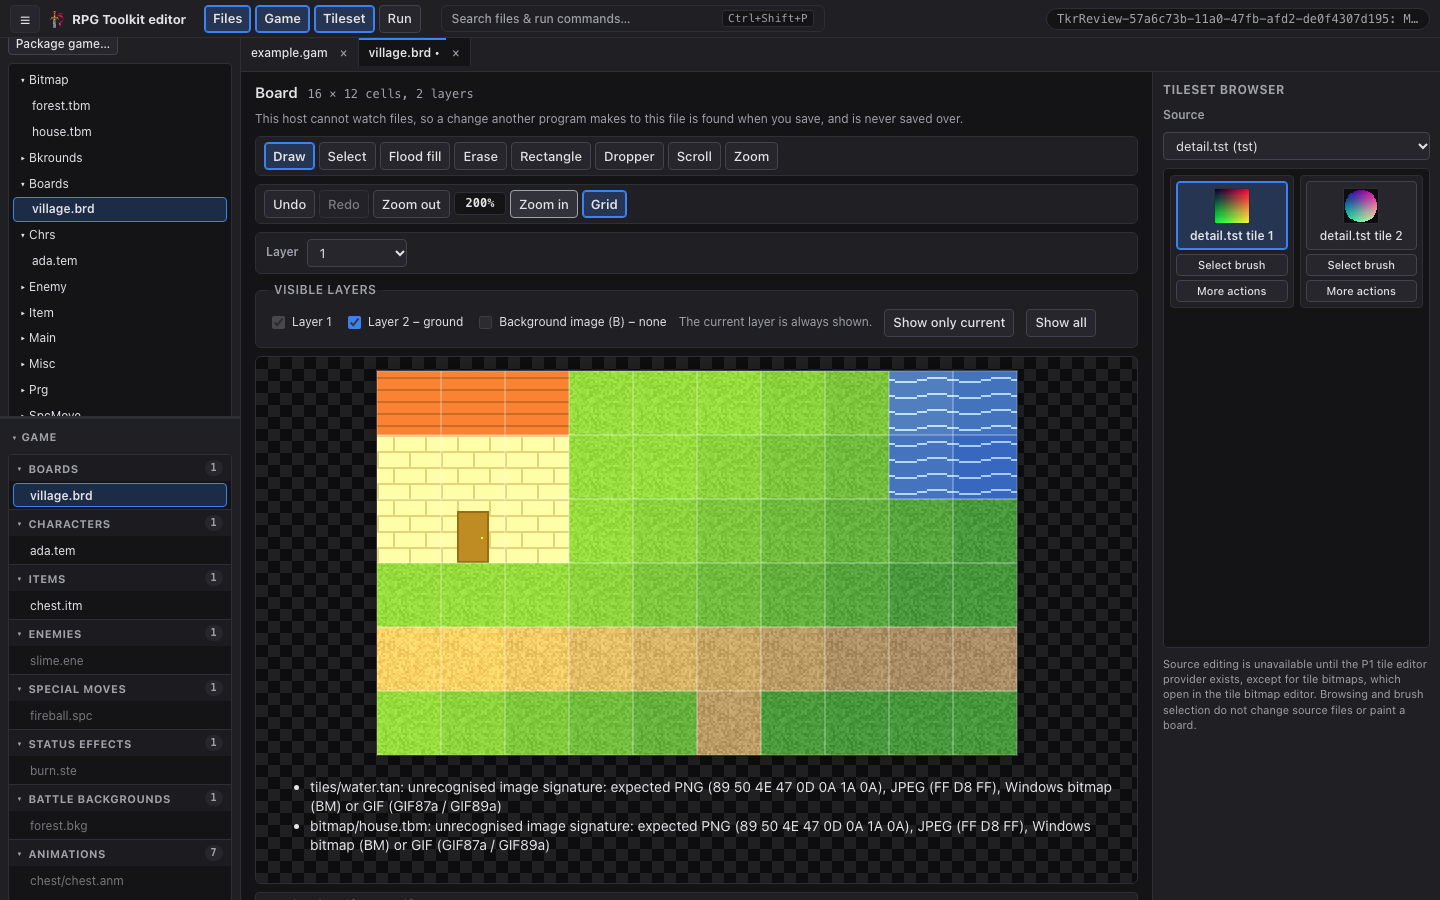 ≡ RPG Toolkit editor Files Game Tileset Run Search files & run commands... Ctrl+Shift+P TkrReview-57a6c73b-11a0-47fb-afd2-de0f4307d195: M…
Package game...
▾ Bitmap
forest.tbm
house.tbm
▸ Bkrounds
▾ Boards
village.brd
▾ Chrs
ada.tem
▸ Enemy
▸ Item
▸ Main
▸ Misc
▸ Prg
▸ SpcMove
▾ GAME
▾ BOARDS 1
village.brd
▾ CHARACTERS 1
ada.tem
▾ ITEMS 1
chest.itm
▾ ENEMIES 1
slime.ene
▾ SPECIAL MOVES 1
fireball.spc
▾ STATUS EFFECTS 1
burn.ste
▾ BATTLE BACKGROUNDS 1
forest.bkg
▾ ANIMATIONS 7
chest/chest.anm
example.gam × village.brd • ×
Board 16 × 12 cells, 2 layers
This host cannot watch files, so a change another program makes to this file is found when you save, and is never saved over.
Draw Select Flood fill Erase Rectangle Dropper Scroll Zoom
Undo Redo Zoom out 200% Zoom in Grid
Layer 1
VISIBLE LAYERS
Layer 1 Layer 2 – ground Background image (B) – none The current layer is always shown. Show only current Show all
• tiles/water.tan: unrecognised image signature: expected PNG (89 50 4E 47 0D 0A 1A 0A), JPEG (FF D8 FF), Windows bitmap
(BM) or GIF (GIF87a / GIF89a)
• bitmap/house.tbm: unrecognised image signature: expected PNG (89 50 4E 47 0D 0A 1A 0A), JPEG (FF D8 FF), Windows
bitmap (BM) or GIF (GIF87a / GIF89a)
TILESET BROWSER
Source
detail.tst (tst)
detail.tst tile 1 detail.tst tile 2
Select brush Select brush
More actions More actions
Source editing is unavailable until the P1 tile editor
provider exists, except for tile bitmaps, which
open in the tile bitmap editor. Browsing and brush
selection do not change source files or paint a
board.